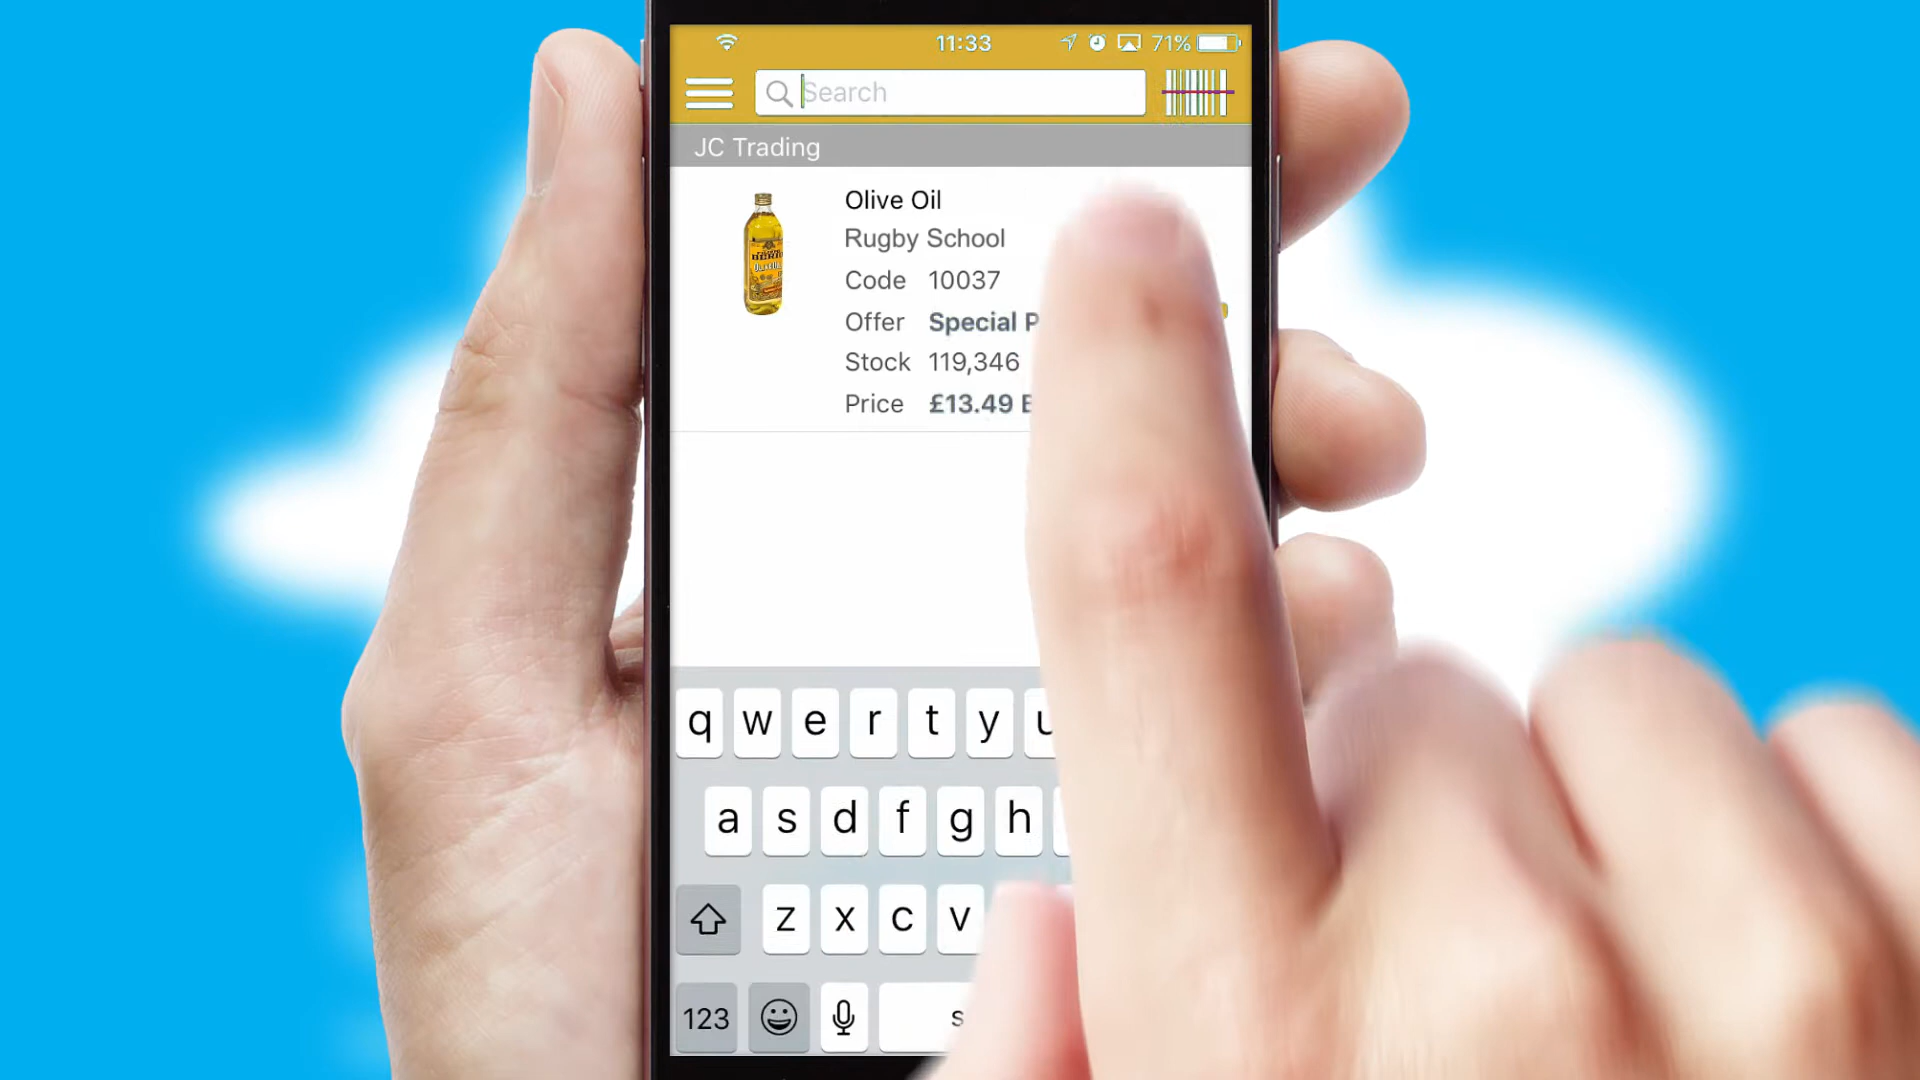 11:33 71%
Search
JC Trading
Olive Oil
Rugby School
Code 10037
Offer Special P
Stock 119,346
Price £13.49 E
q w e r t y u
a s d f g h
z x c v
123 s